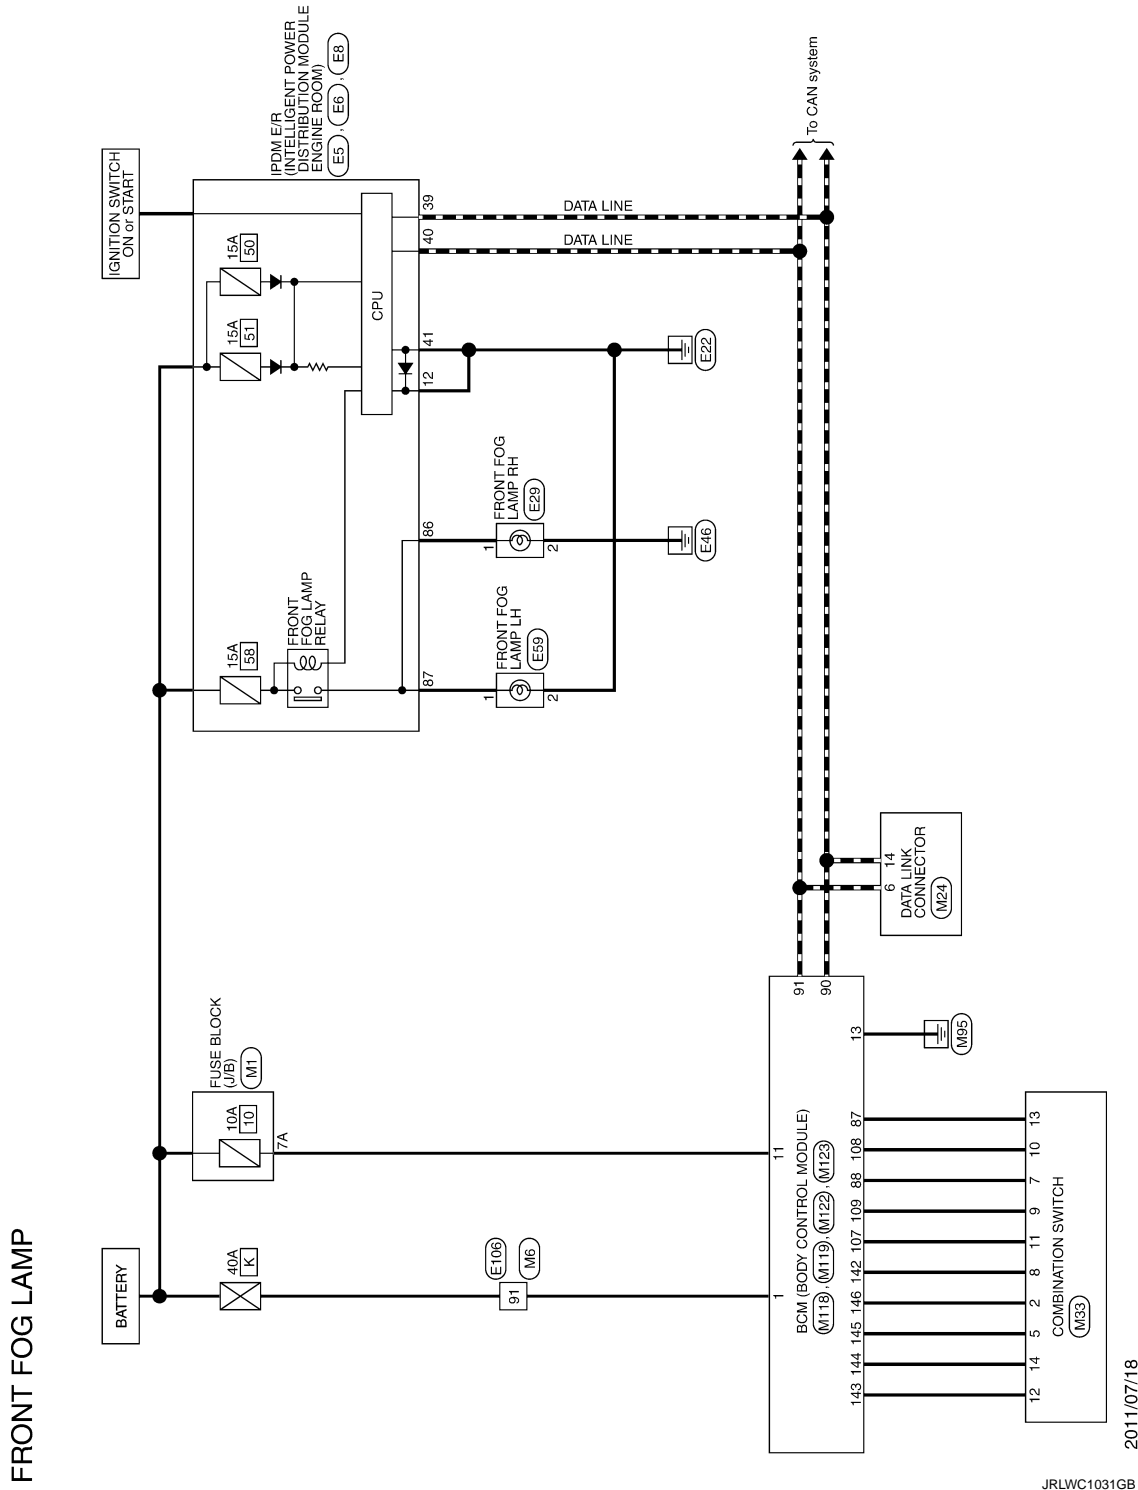 FRONT FOG LAMP
BATTERY
40A
K
E106
M6
91
1
FUSE BLOCK
(J/B)
M1
10A
10
7A
11
IGNITION SWITCH
ON or START
IPDM E/R
(INTELLIGENT POWER
DISTRIBUTION MODULE
ENGINE ROOM)
E5 , E6 , E8
15A
58
15A
51
15A
50
FRONT
FOG LAMP
RELAY
CPU
87
86
12
41
40
39
DATA LINE
DATA LINE
To CAN system
FRONT FOG
LAMP LH
E59
1
2
FRONT FOG
LAMP RH
E29
1
2
E46
E22
BCM (BODY CONTROL MODULE)
M118 , M119 , M122 , M123
91
90
13
M95
6
14
DATA LINK
CONNECTOR
M24
143
144
145
146
142
107
109
88
108
87
12
14
5
2
8
11
9
7
10
13
COMBINATION SWITCH
M33
2011/07/18
JRLWC1031GB